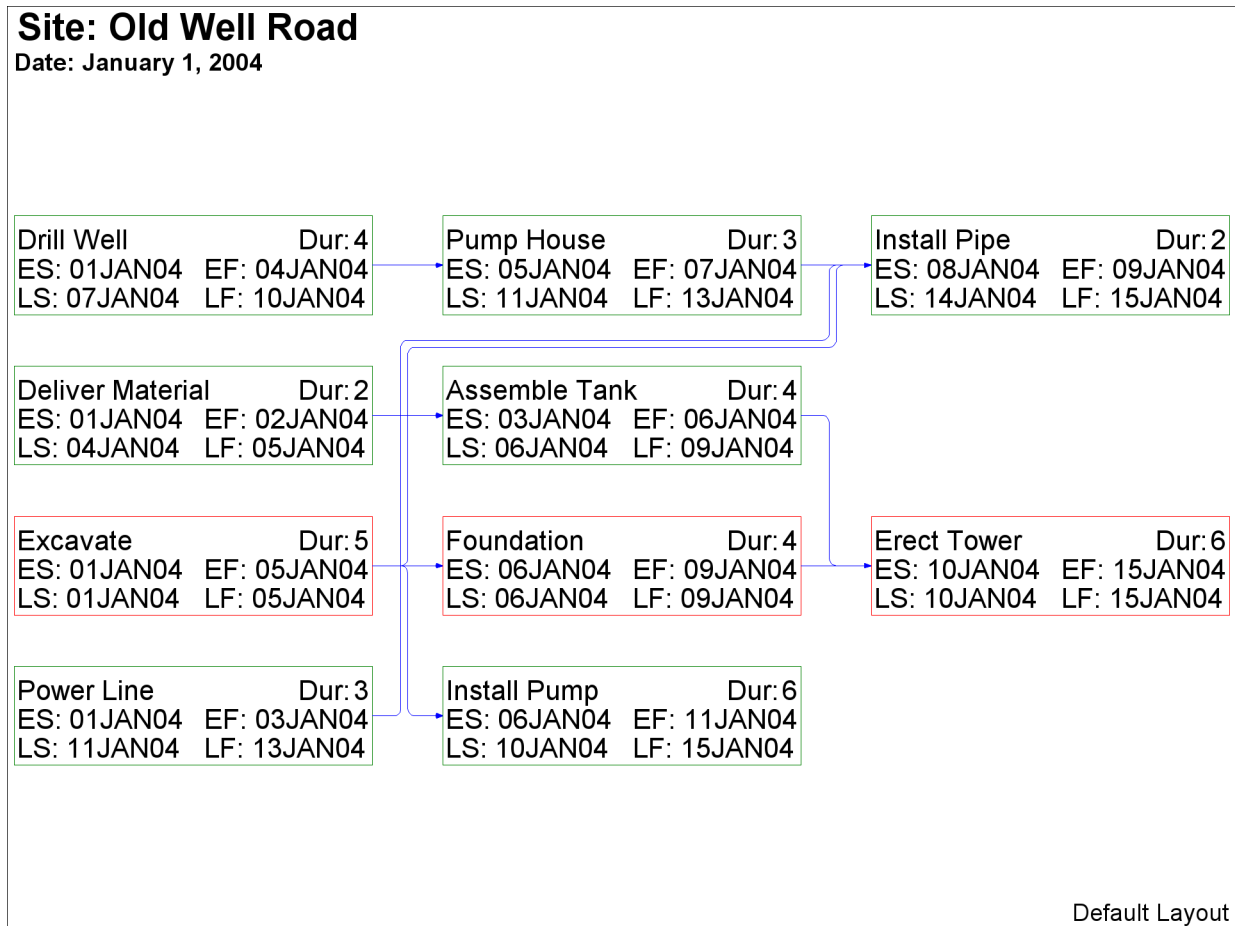 Site: Old Well Road
Date: January 1, 2004
Drill Well Dur: 4
ES: 01JAN04 EF: 04JAN04
LS: 07JAN04 LF: 10JAN04
Pump House Dur: 3
ES: 05JAN04 EF: 07JAN04
LS: 11JAN04 LF: 13JAN04
Install Pipe Dur: 2
ES: 08JAN04 EF: 09JAN04
LS: 14JAN04 LF: 15JAN04
Deliver Material Dur: 2
ES: 01JAN04 EF: 02JAN04
LS: 04JAN04 LF: 05JAN04
Assemble Tank Dur: 4
ES: 03JAN04 EF: 06JAN04
LS: 06JAN04 LF: 09JAN04
Excavate Dur: 5
ES: 01JAN04 EF: 05JAN04
LS: 01JAN04 LF: 05JAN04
Foundation Dur: 4
ES: 06JAN04 EF: 09JAN04
LS: 06JAN04 LF: 09JAN04
Erect Tower Dur: 6
ES: 10JAN04 EF: 15JAN04
LS: 10JAN04 LF: 15JAN04
Power Line Dur: 3
ES: 01JAN04 EF: 03JAN04
LS: 11JAN04 LF: 13JAN04
Install Pump Dur: 6
ES: 06JAN04 EF: 11JAN04
LS: 10JAN04 LF: 15JAN04
Default Layout